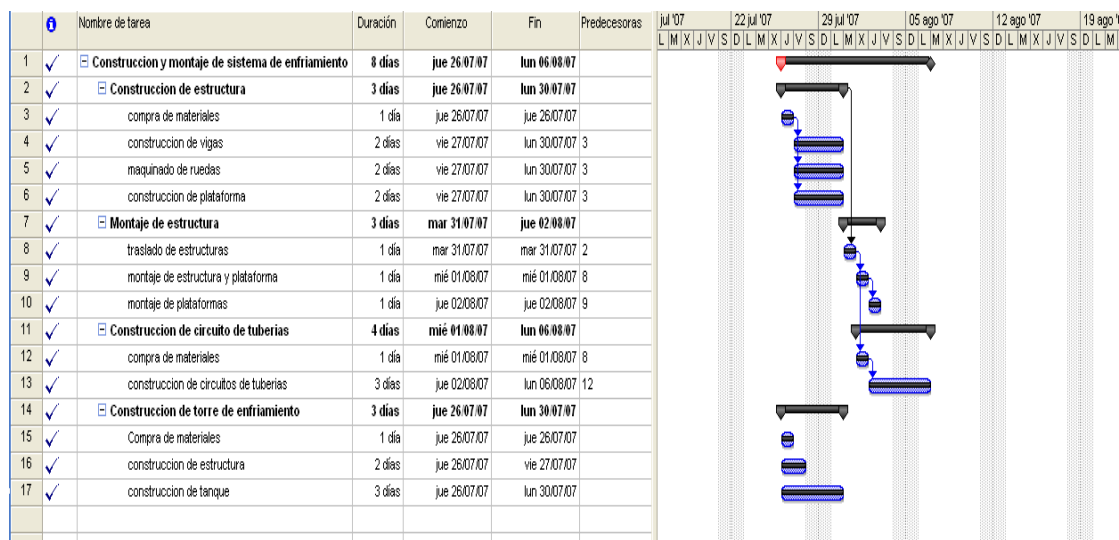 Nombre de tarea Duración Comienzo Fin Predecesoras jul '07 22 jul '07 29 jul '07 05 ago '07 12 ago '07 19 ago '
L M X J V S D L M X J V S D L M X J V S D L M X J V S D L M X J V S D L M
1 Construccion y montaje de sistema de enfriamiento 8 días jue 26/07/07 lun 06/08/07
2 Construccion de estructura 3 días jue 26/07/07 lun 30/07/07
3 compra de materiales 1 día jue 26/07/07 jue 26/07/07
4 construccion de vigas 2 días vie 27/07/07 lun 30/07/07 3
5 maquinado de ruedas 2 días vie 27/07/07 lun 30/07/07 3
6 construccion de plataforma 2 días vie 27/07/07 lun 30/07/07 3
7 Montaje de estructura 3 días mar 31/07/07 jue 02/08/07
8 traslado de estructuras 1 día mar 31/07/07 mar 31/07/07 2
9 montaje de estructura y plataforma 1 día mié 01/08/07 mié 01/08/07 8
10 montaje de plataformas 1 día jue 02/08/07 jue 02/08/07 9
11 Construccion de circuito de tuberias 4 días mié 01/08/07 lun 06/08/07
12 compra de materiales 1 día mié 01/08/07 mié 01/08/07 8
13 construccion de circuitos de tuberias 3 días jue 02/08/07 lun 06/08/07 12
14 Construccion de torre de enfriamiento 3 días jue 26/07/07 lun 30/07/07
15 Compra de materiales 1 día jue 26/07/07 jue 26/07/07
16 construccion de estructura 2 días jue 26/07/07 vie 27/07/07
17 construccion de tanque 3 días jue 26/07/07 lun 30/07/07